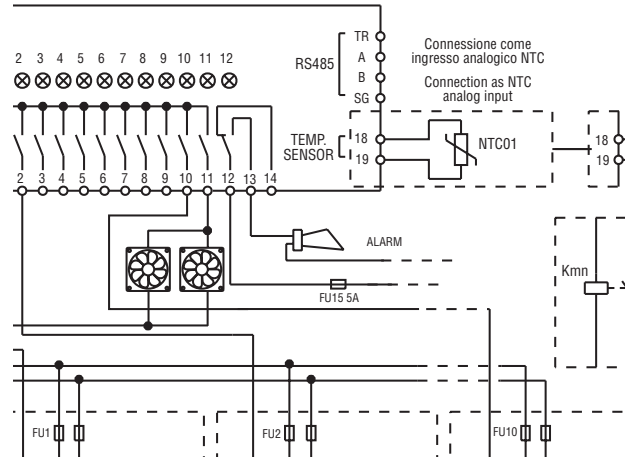 TR
A
B
SG
RS485
Connessione come
ingresso analogico NTC
Connection as NTC
analog input
2 3 4 5 6 7 8 9 10 11 12
TEMP.
SENSOR
18
19
NTC01
18
19
2 3 4 5 6 7 8 9 10 11 12 13 14
ALARM
FU15 5A
Kmn
FU1
FU2
FU10